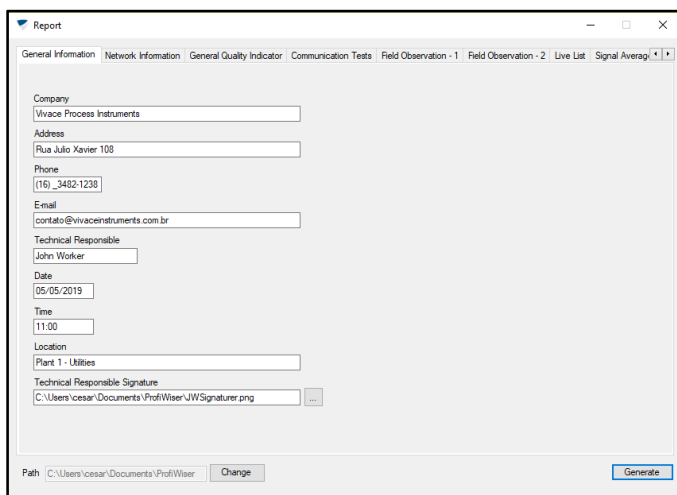 Report
General Information Network Information General Quality Indicator Communication Tests Field Observation - 1 Field Observation - 2 Live List Signal Averag
Company
Vivace Process Instruments
Address
Rua Julio Xavier 108
Phone
(16) _3482-1238
E-mail
contato@vivaceinstruments.com.br
Technical Responsible
John Worker
Date
05/05/2019
Time
11:00
Location
Plant 1 - Utilities
Technical Responsible Signature
C:\Users\cesar\Documents\ProfiWiser\JWSignaturer.png ...
Path C:\Users\cesar\Documents\ProfiWiser Change Generate